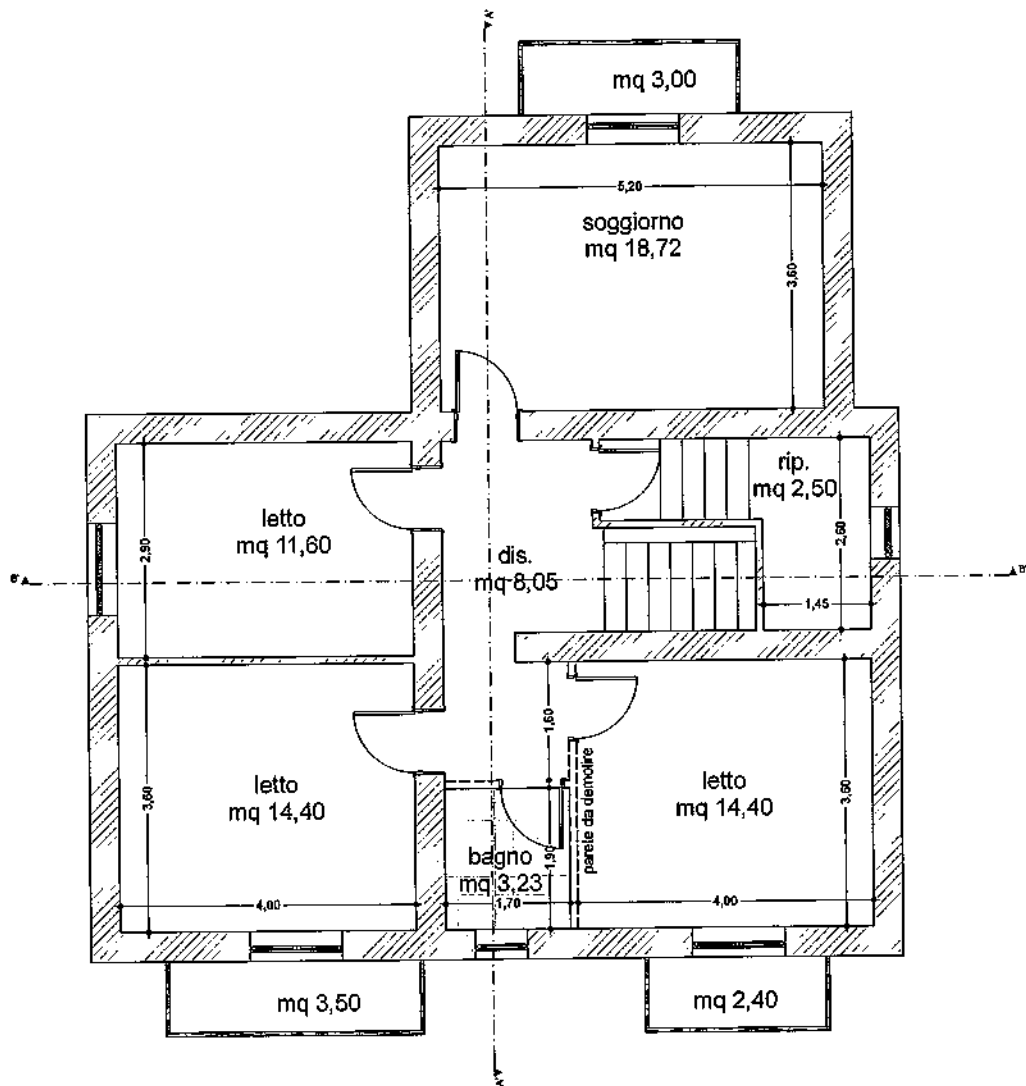 A'
mq 3,00
5,20
soggiorno
mq 18,72
3,60
rip.
mq 2,50
letto
mq 11,60
2,90
dis.
mq 8,05
2,60
B'
B'
1,45
1,60
letto
mq 14,40
3,60
letto
mq 14,40
3,60
parete da demolire
bagno
mq 3,23
1,90
4,00
1,70
4,00
mq 3,50
mq 2,40
A'